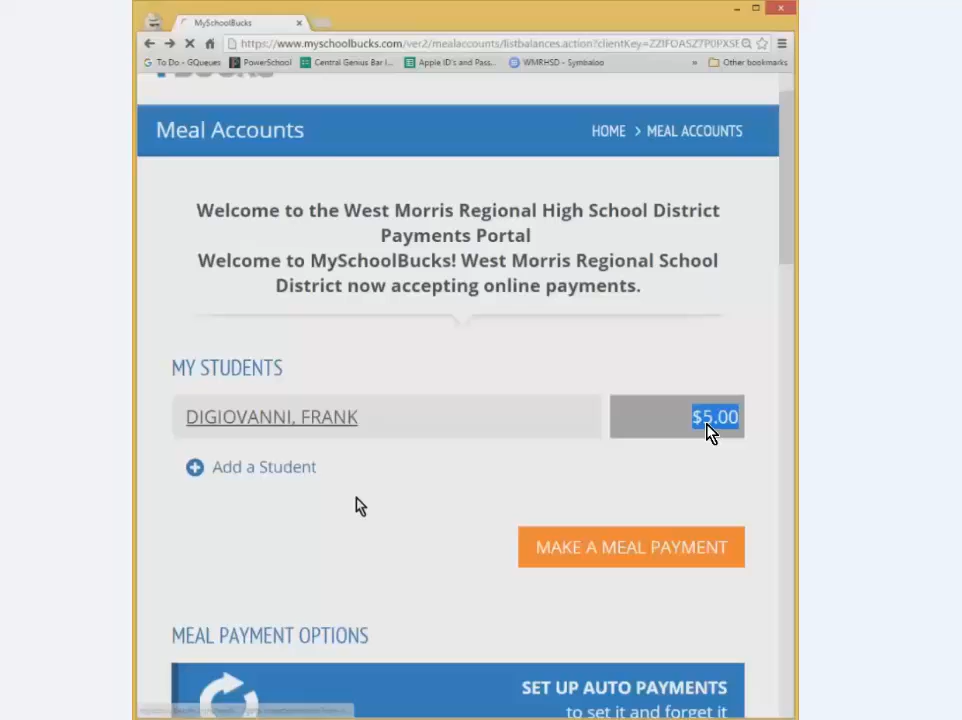 MySchoolBucks
https://www.myschoolbucks.com/ver2/mealaccounts/listbalances.action?clientKey=ZZIFOASZ7P0PXSE
To Do - GQueues PowerSchool Central Genius Bar I... Apple ID's and Pass... WMRHSD - Symbaloo » Other bookmarks
Meal Accounts HOME > MEAL ACCOUNTS
Welcome to the West Morris Regional High School District
Payments Portal
Welcome to MySchoolBucks! West Morris Regional School
District now accepting online payments.
MY STUDENTS
DIGIOVANNI, FRANK $5.00
Add a Student
MAKE A MEAL PAYMENT
MEAL PAYMENT OPTIONS
SET UP AUTO PAYMENTS
to set it and forget it